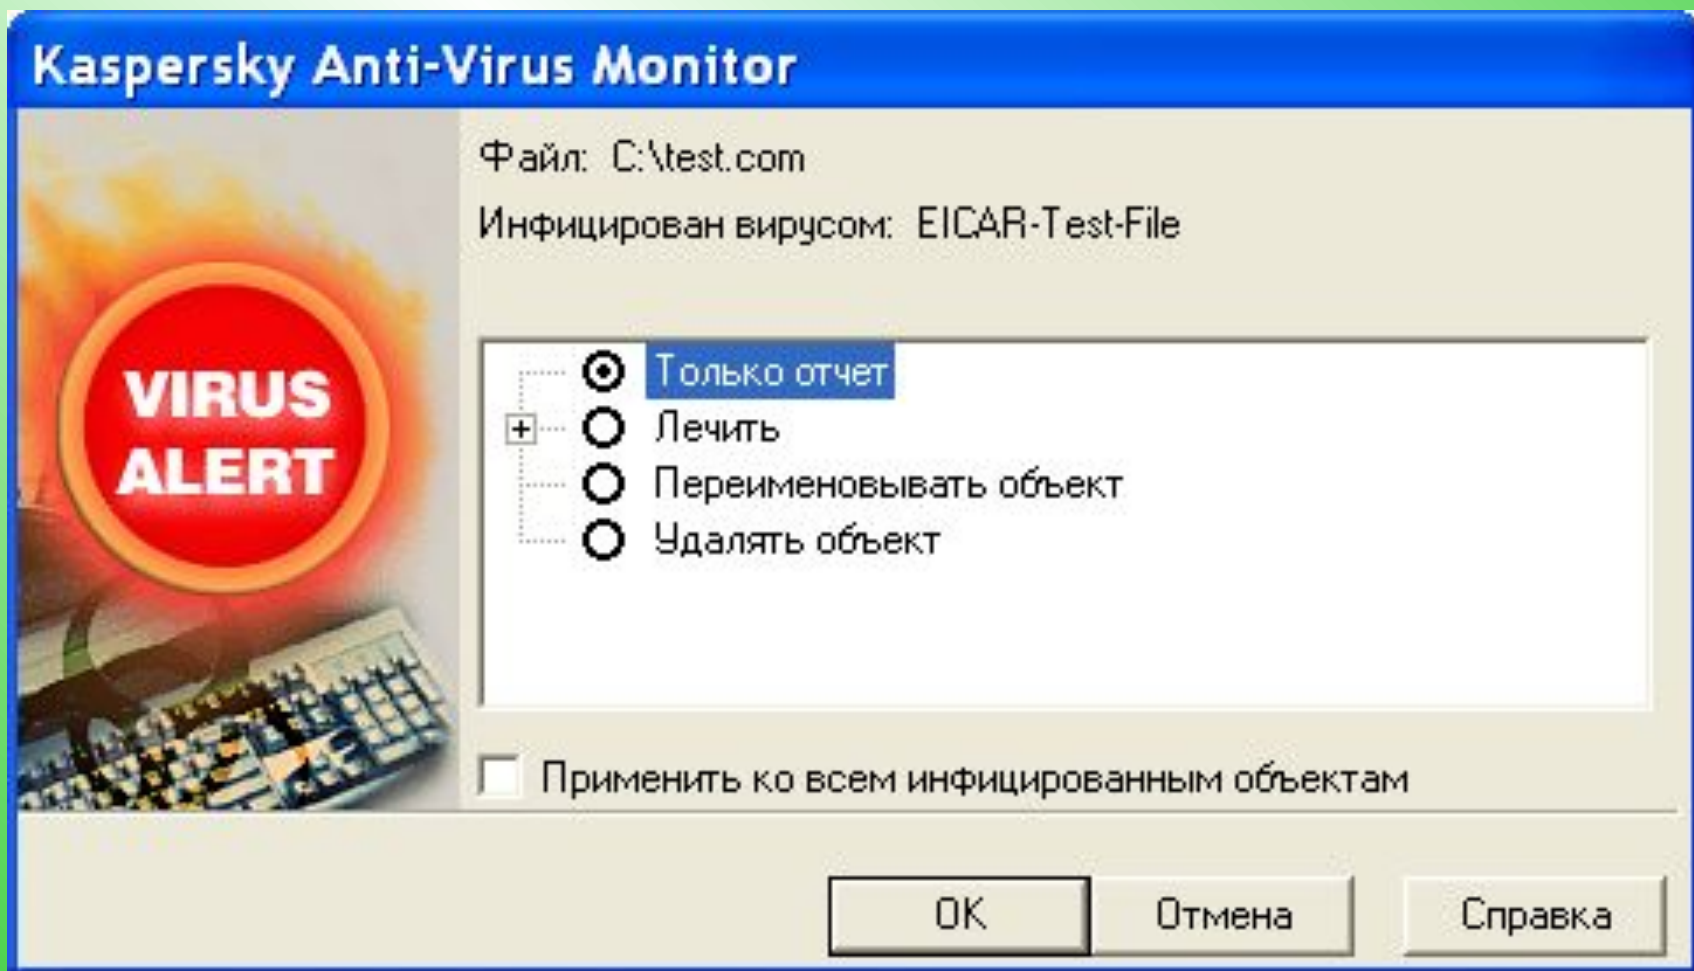 Kaspersky Anti-Virus Monitor
Файл: C:\test.com
Инфицирован вирусом: EICAR-Test-File
VIRUS
ALERT
Только отчет
Лечить
Переименовывать объект
Удалять объект
Применить ко всем инфицированным объектам
OK Отмена Справка